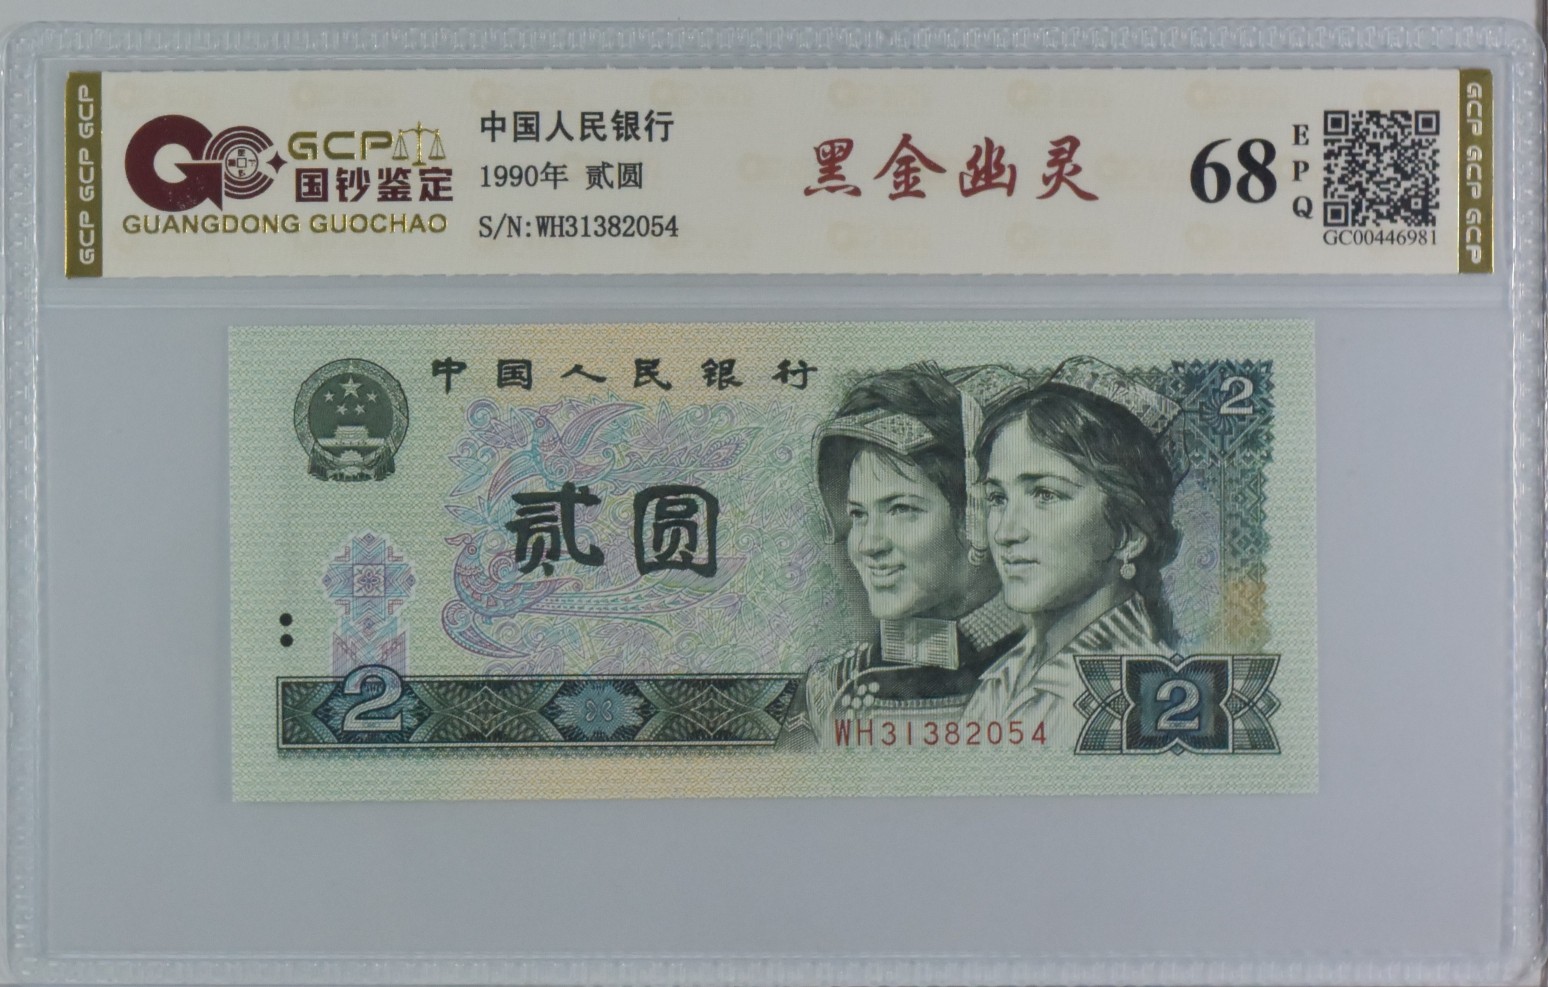 GCP GCP GCP
GCP
国钞鉴定
GUANGDONG GUOCHAO
中国人民银行
1990年 贰圆
S/N:WH31382054
黑金幽灵
68
EPQ
GC00446981
GCP GCP GCP
中国人民银行
2
贰圆
2
WH31382054
2